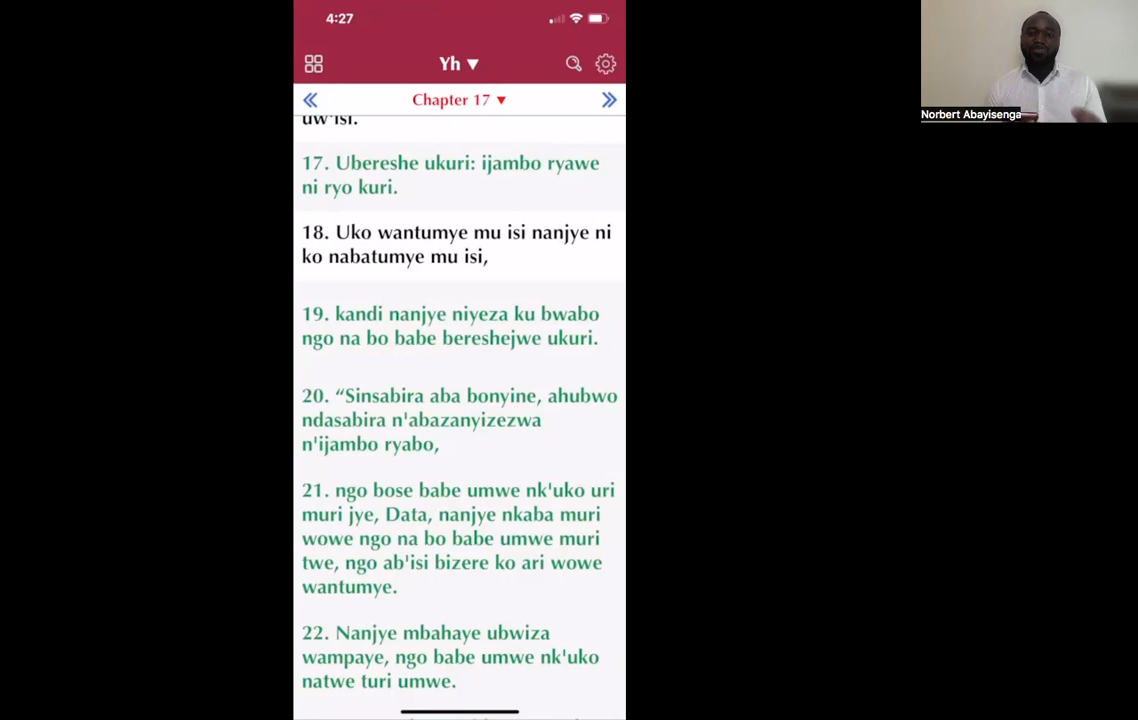 4:27
Yh ▼
Chapter 17 ▼
uw'isi.
17. Ubereshe ukuri: ijambo ryawe
ni ryo kuri.
18. Uko wantumye mu isi nanjye ni
ko nabatumye mu isi,
19. kandi nanjye niyeza ku bwabo
ngo na bo babe bereshejwe ukuri.
20. “Sinsabira aba bonyine, ahubwo
ndasabira n'abazanyizezwa
n'ijambo ryabo,
21. ngo bose babe umwe nk'uko uri
muri jye, Data, nanjye nkaba muri
wowe ngo na bo babe umwe muri
twe, ngo ab'isi bizere ko ari wowe
wantumye.
22. Nanjye mbahaye ubwiza
wampaye, ngo babe umwe nk'uko
natwe turi umwe.
Norbert Abayisenga